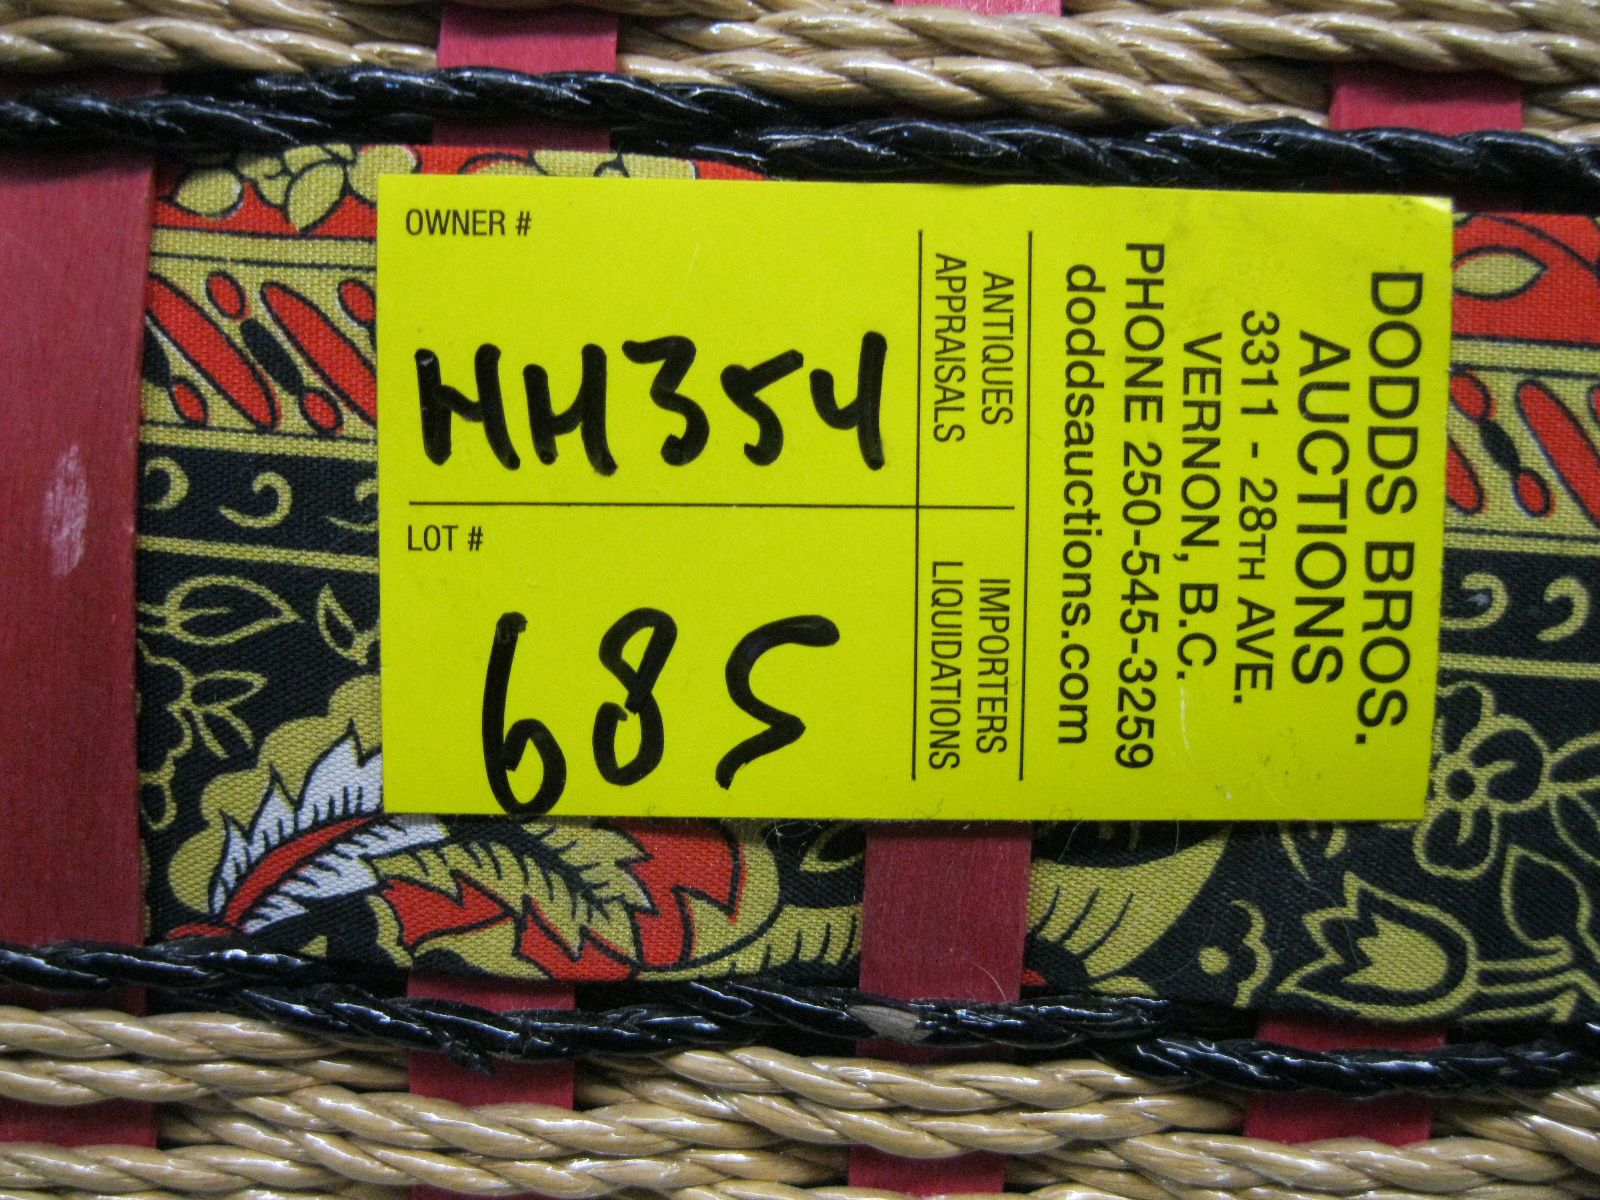 OWNER #
HH354
LOT #
685
DODDS BROS.
AUCTIONS
3311 - 28TH AVE.
VERNON, B.C.
PHONE 250-545-3259
doddsauctions.com
ANTIQUES
APPRAISALS
IMPORTERS
LIQUIDATIONS